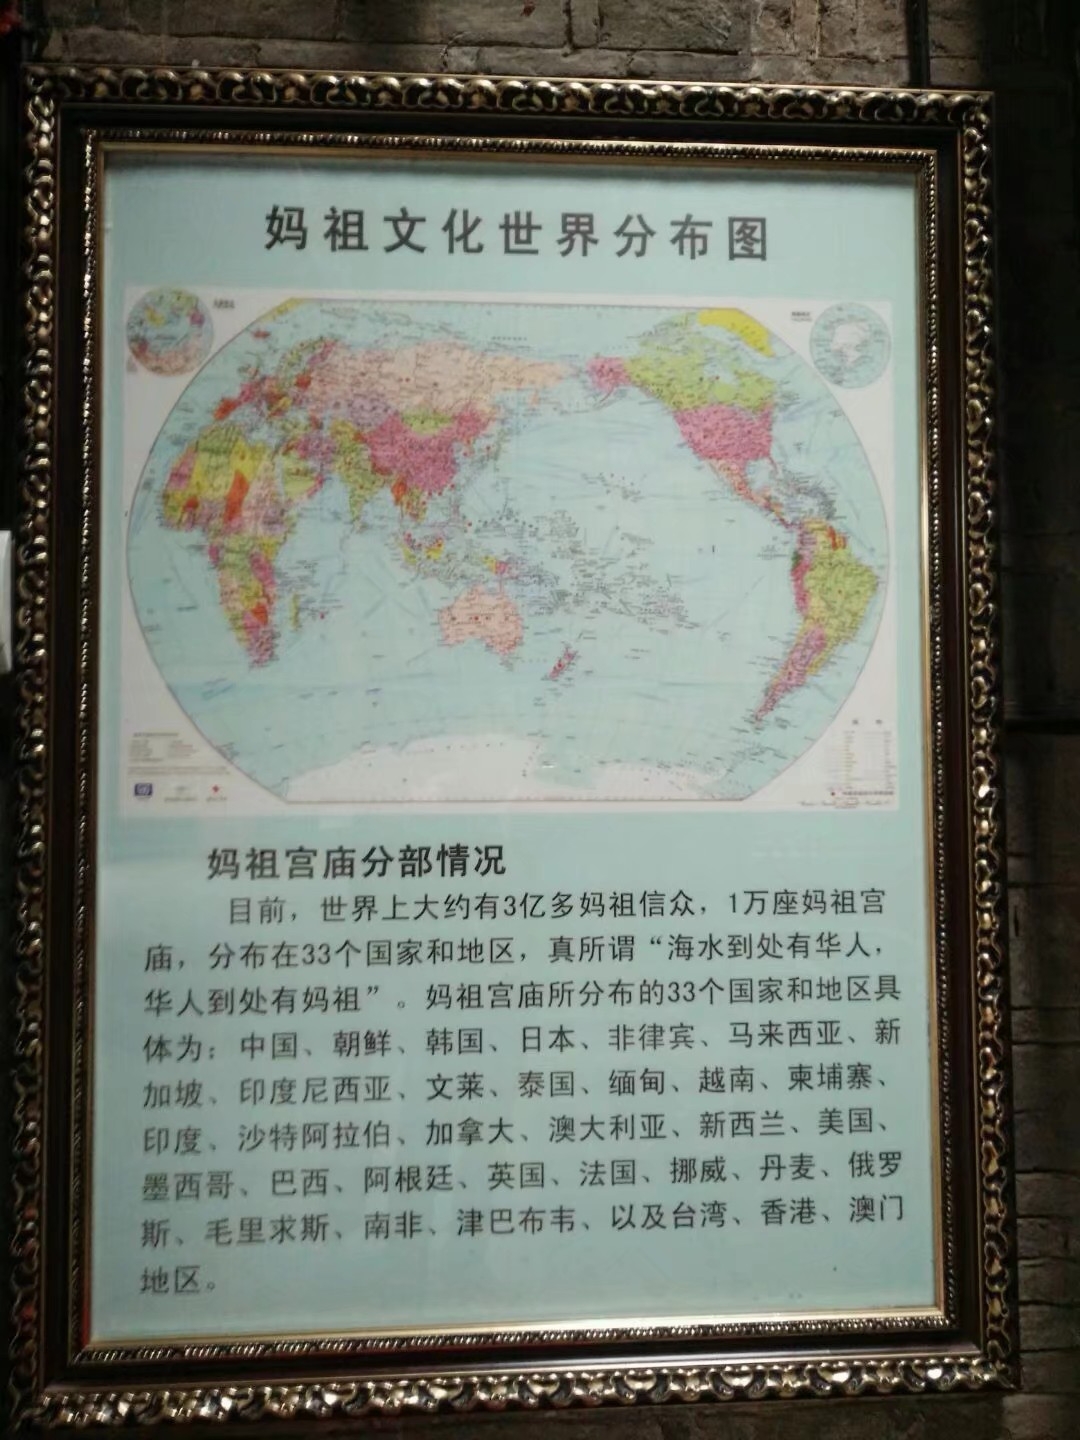 妈祖文化世界分布图
妈祖宫庙分部情况
目前，世界上大约有3亿多妈祖信众，1万座妈祖宫
庙，分布在33个国家和地区，真所谓“海水到处有华人，
华人到处有妈祖”。妈祖宫庙所分布的33个国家和地区具
体为：中国、朝鲜、韩国、日本、菲律宾、马来西亚、新
加坡、印度尼西亚、文莱、泰国、缅甸、越南、柬埔寨、
印度、沙特阿拉伯、加拿大、澳大利亚、新西兰、美国、
墨西哥、巴西、阿根廷、英国、法国、挪威、丹麦、俄罗
斯、毛里求斯、南非、津巴布韦、以及台湾、香港、澳门
地区。